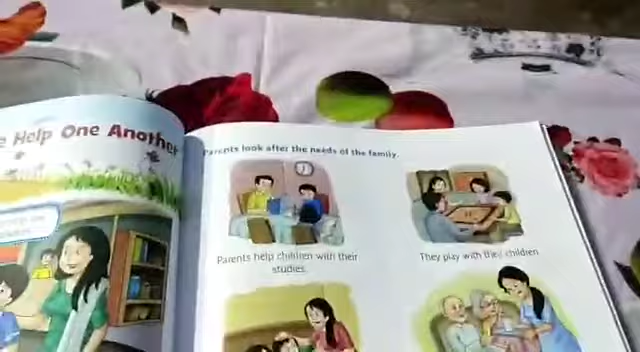 e Help One Another
Parents look after the needs of the family.
Parents help children with their
studies.
They play with their children